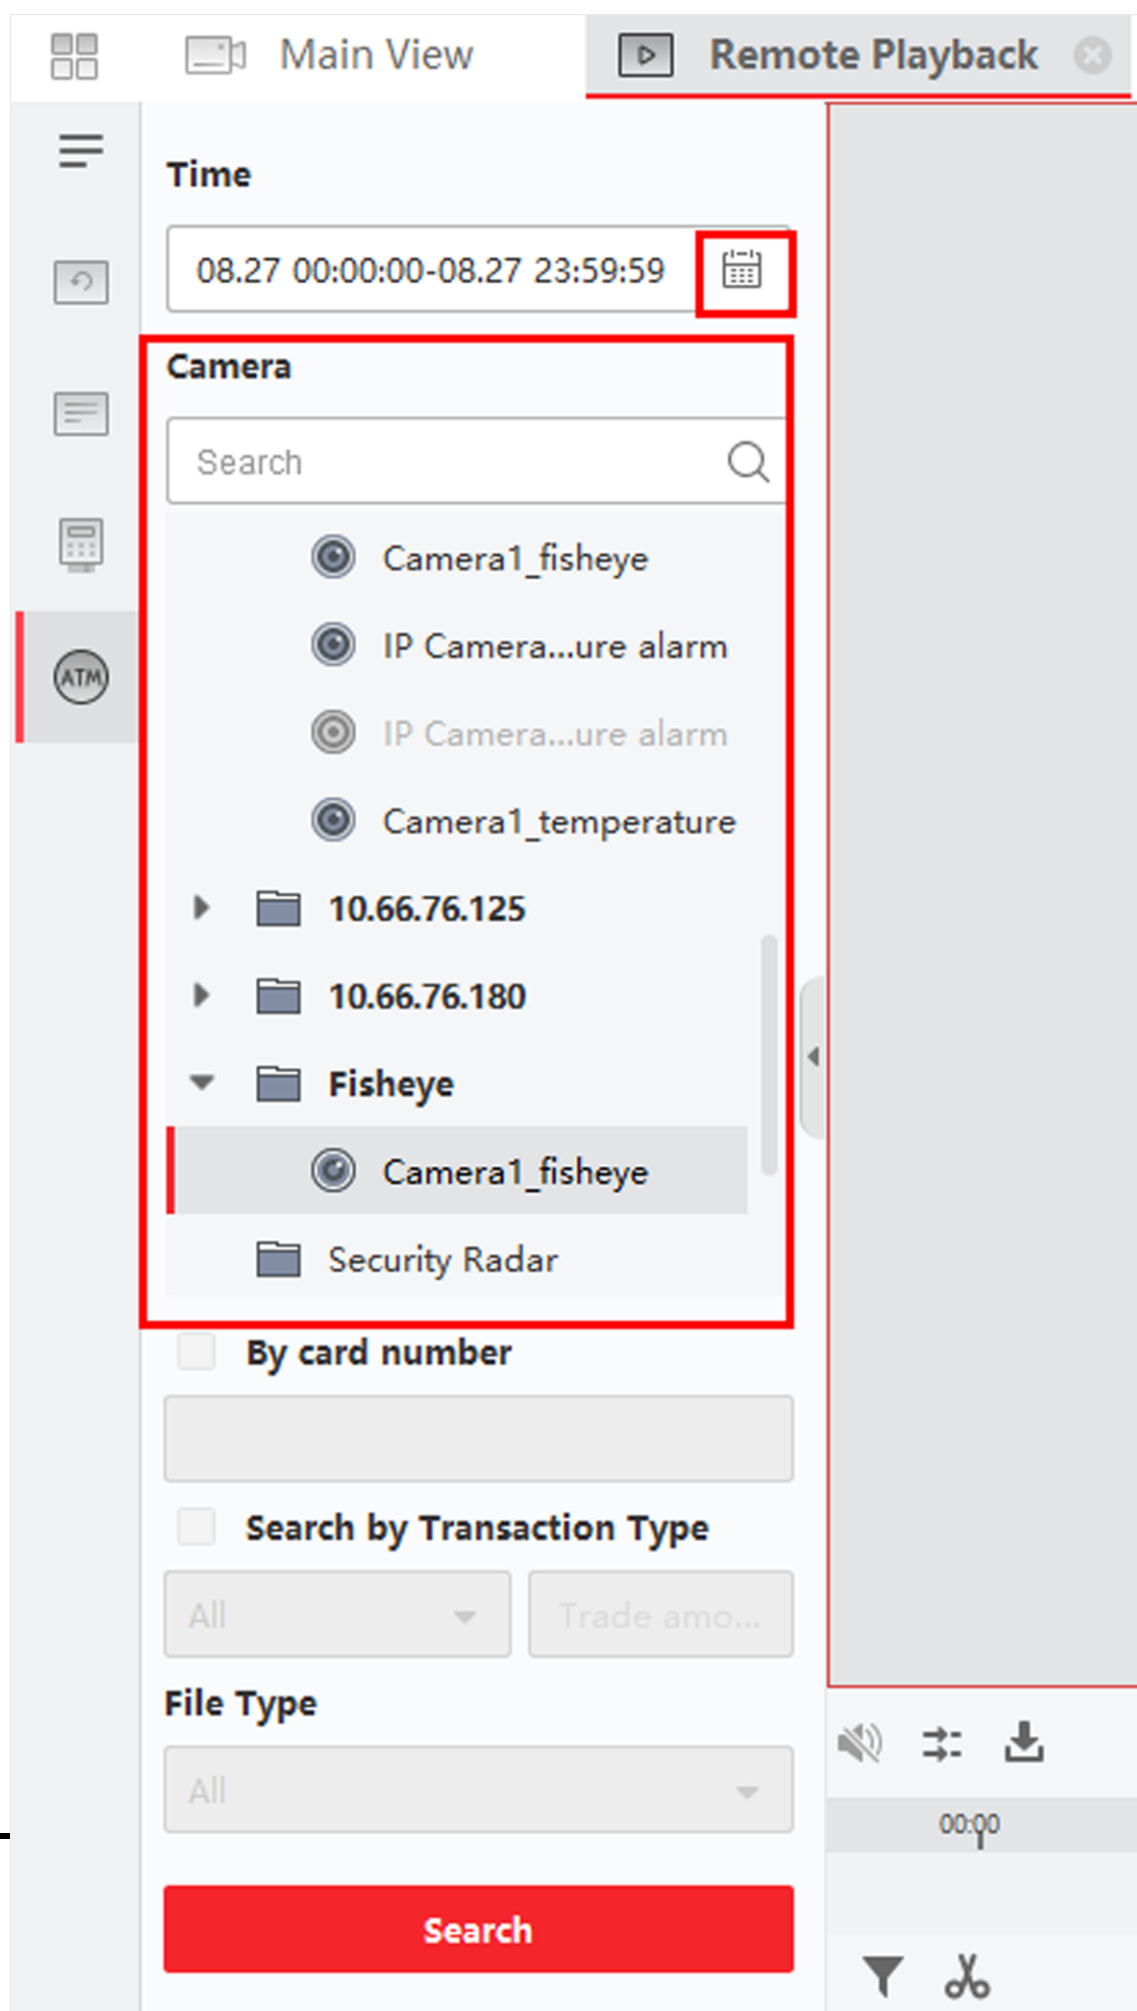 Main View
Remote Playback
Time
08.27 00:00:00-08.27 23:59:59
Camera
Search
Camera1_fisheye
IP Camera...ure alarm
IP Camera...ure alarm
ATM
Camera1_temperature
10.66.76.125
10.66.76.180
Fisheye
Camera1_fisheye
Security Radar
By card number
Search by Transaction Type
All
Trade amo...
File Type
All
00:00
Search